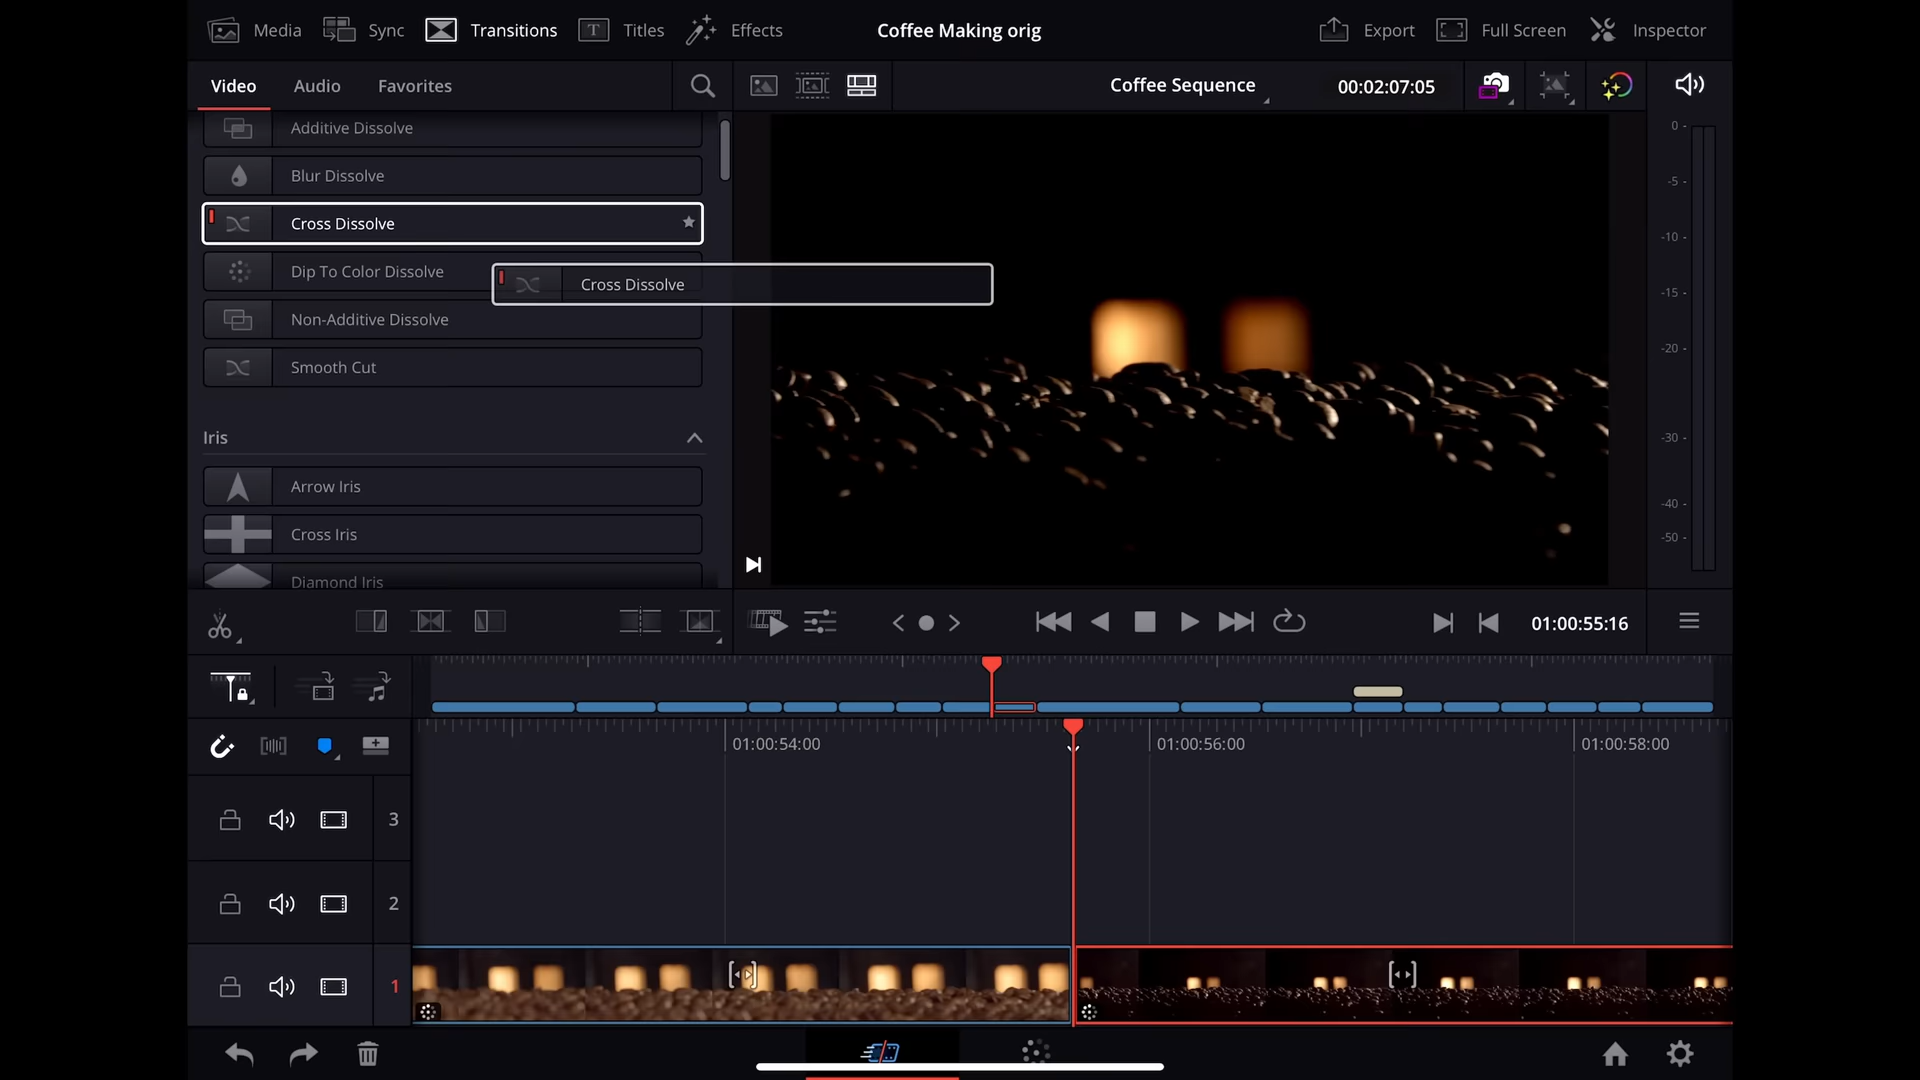 Media Sync Transitions Titles Effects Coffee Making orig Export Full Screen Inspector
Video Audio Favorites Coffee Sequence 00:02:07:05
Additive Dissolve
Blur Dissolve
Cross Dissolve
Dip To Color Dissolve
Cross Dissolve
Non-Additive Dissolve
Smooth Cut
Iris
Arrow Iris
Cross Iris
Diamond Iris
0 -
-5 -
-10 -
-15 -
-20 -
-30 -
-40 -
-50 -
01:00:55:16
01:00:54:00 01:00:56:00 01:00:58:00
3
2
1